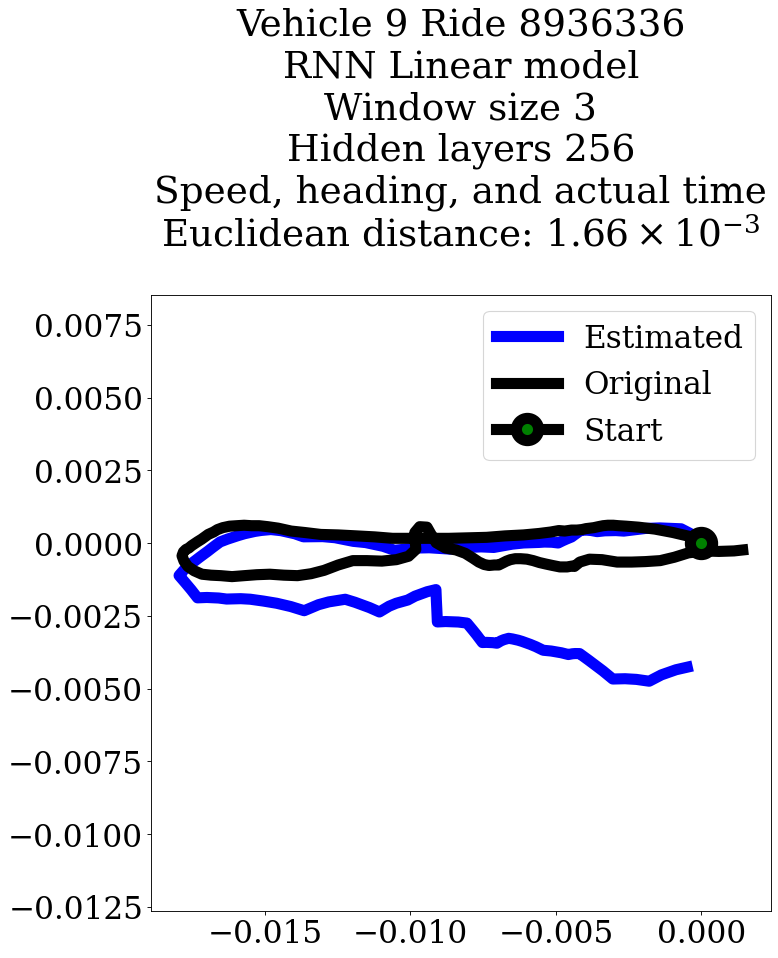 Vehicle 9 Ride 8936336
RNN Linear model
Window size 3
Hidden layers 256
Speed, heading, and actual time
Euclidean distance: 1.66 × 10⁻³
Estimated
Original
Start
0.0075
0.0050
0.0025
0.0000
−0.0025
−0.0050
−0.0075
−0.0100
−0.0125
−0.015 −0.010 −0.005 0.000